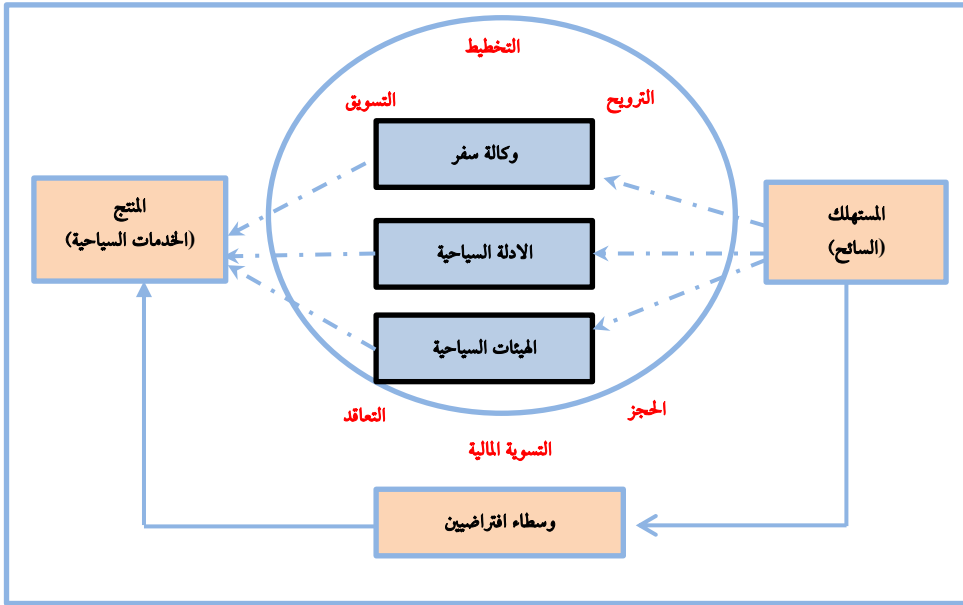 التخطيط
الترويح
التسويق
وكالة سفر
المستهلك
(السائح)
المنتج
(الخدمات السياحية)
الادلة السياحية
الهيئات السياحية
الحجز
التعاقد
التسوية المالية
وسطاء افتراضيين